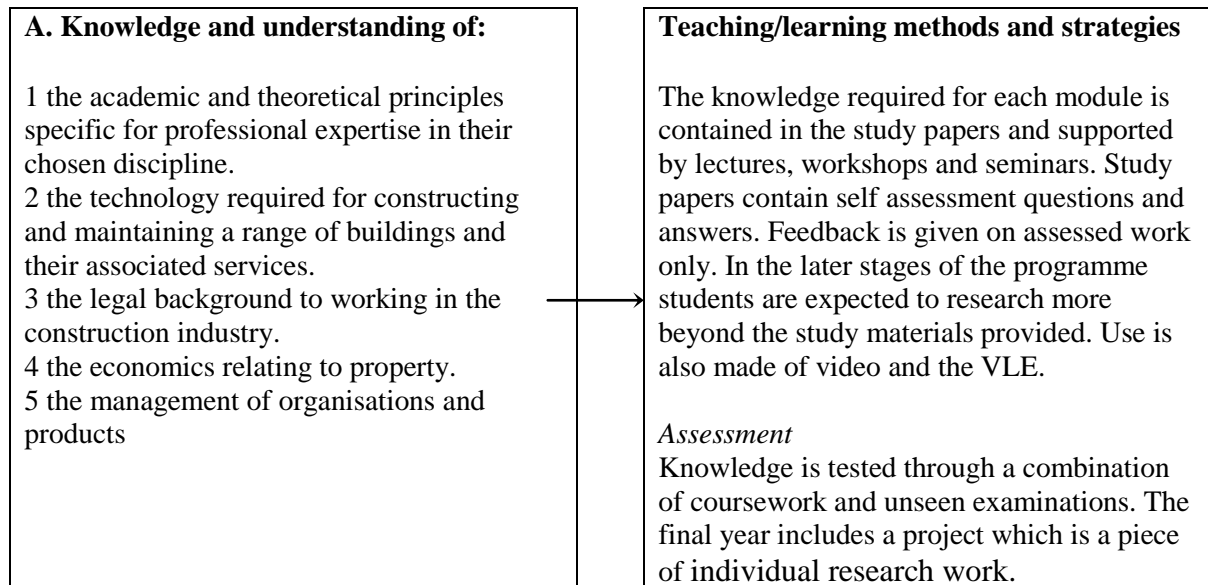 A. Knowledge and understanding of:
1 the academic and theoretical principles
specific for professional expertise in their
chosen discipline.
2 the technology required for constructing
and maintaining a range of buildings and
their associated services.
3 the legal background to working in the
construction industry.
4 the economics relating to property.
5 the management of organisations and
products
Teaching/learning methods and strategies
The knowledge required for each module is
contained in the study papers and supported
by lectures, workshops and seminars. Study
papers contain self assessment questions and
answers. Feedback is given on assessed work
only. In the later stages of the programme
students are expected to research more
beyond the study materials provided. Use is
also made of video and the VLE.
Assessment
Knowledge is tested through a combination
of coursework and unseen examinations. The
final year includes a project which is a piece
of individual research work.